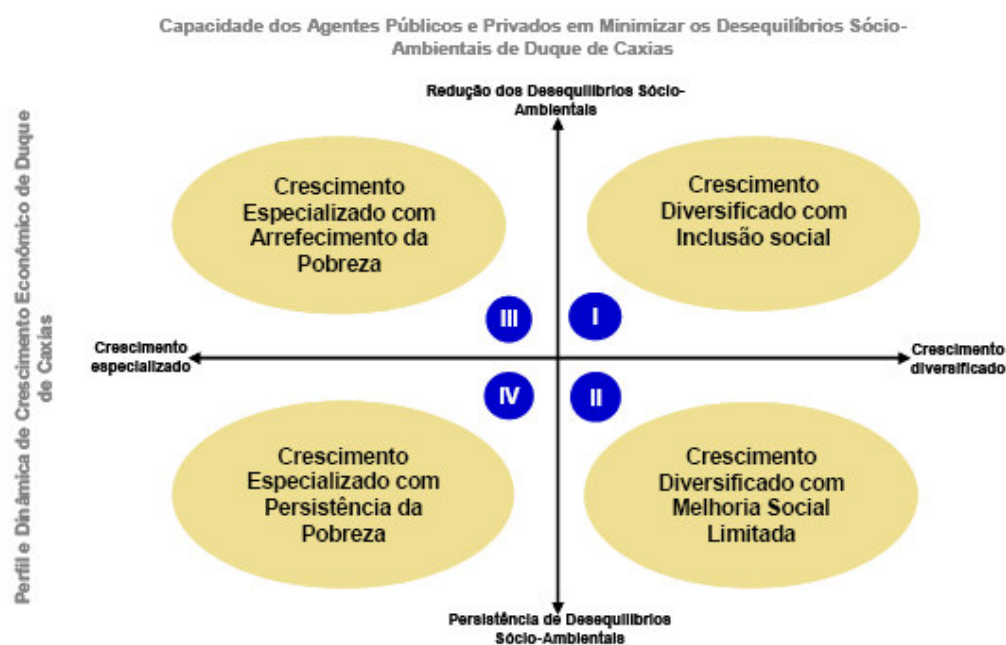 Capacidade dos Agentes Públicos e Privados em Minimizar os Desequilíbrios Sócio-
Ambientais de Duque de Caxias
Perfil e Dinâmica de Crescimento Econômico de Duque
de Caxias
Redução dos Desequilíbrios Sócio-
Ambientais
Crescimento
Especializado com
Arrefecimento da
Pobreza
Crescimento
Diversificado com
Inclusão social
III
I
Crescimento
especializado
Crescimento
diversificado
IV
II
Crescimento
Especializado com
Persistência da
Pobreza
Crescimento
Diversificado com
Melhoria Social
Limitada
Persistência de Desequilíbrios
Sócio-Ambientais